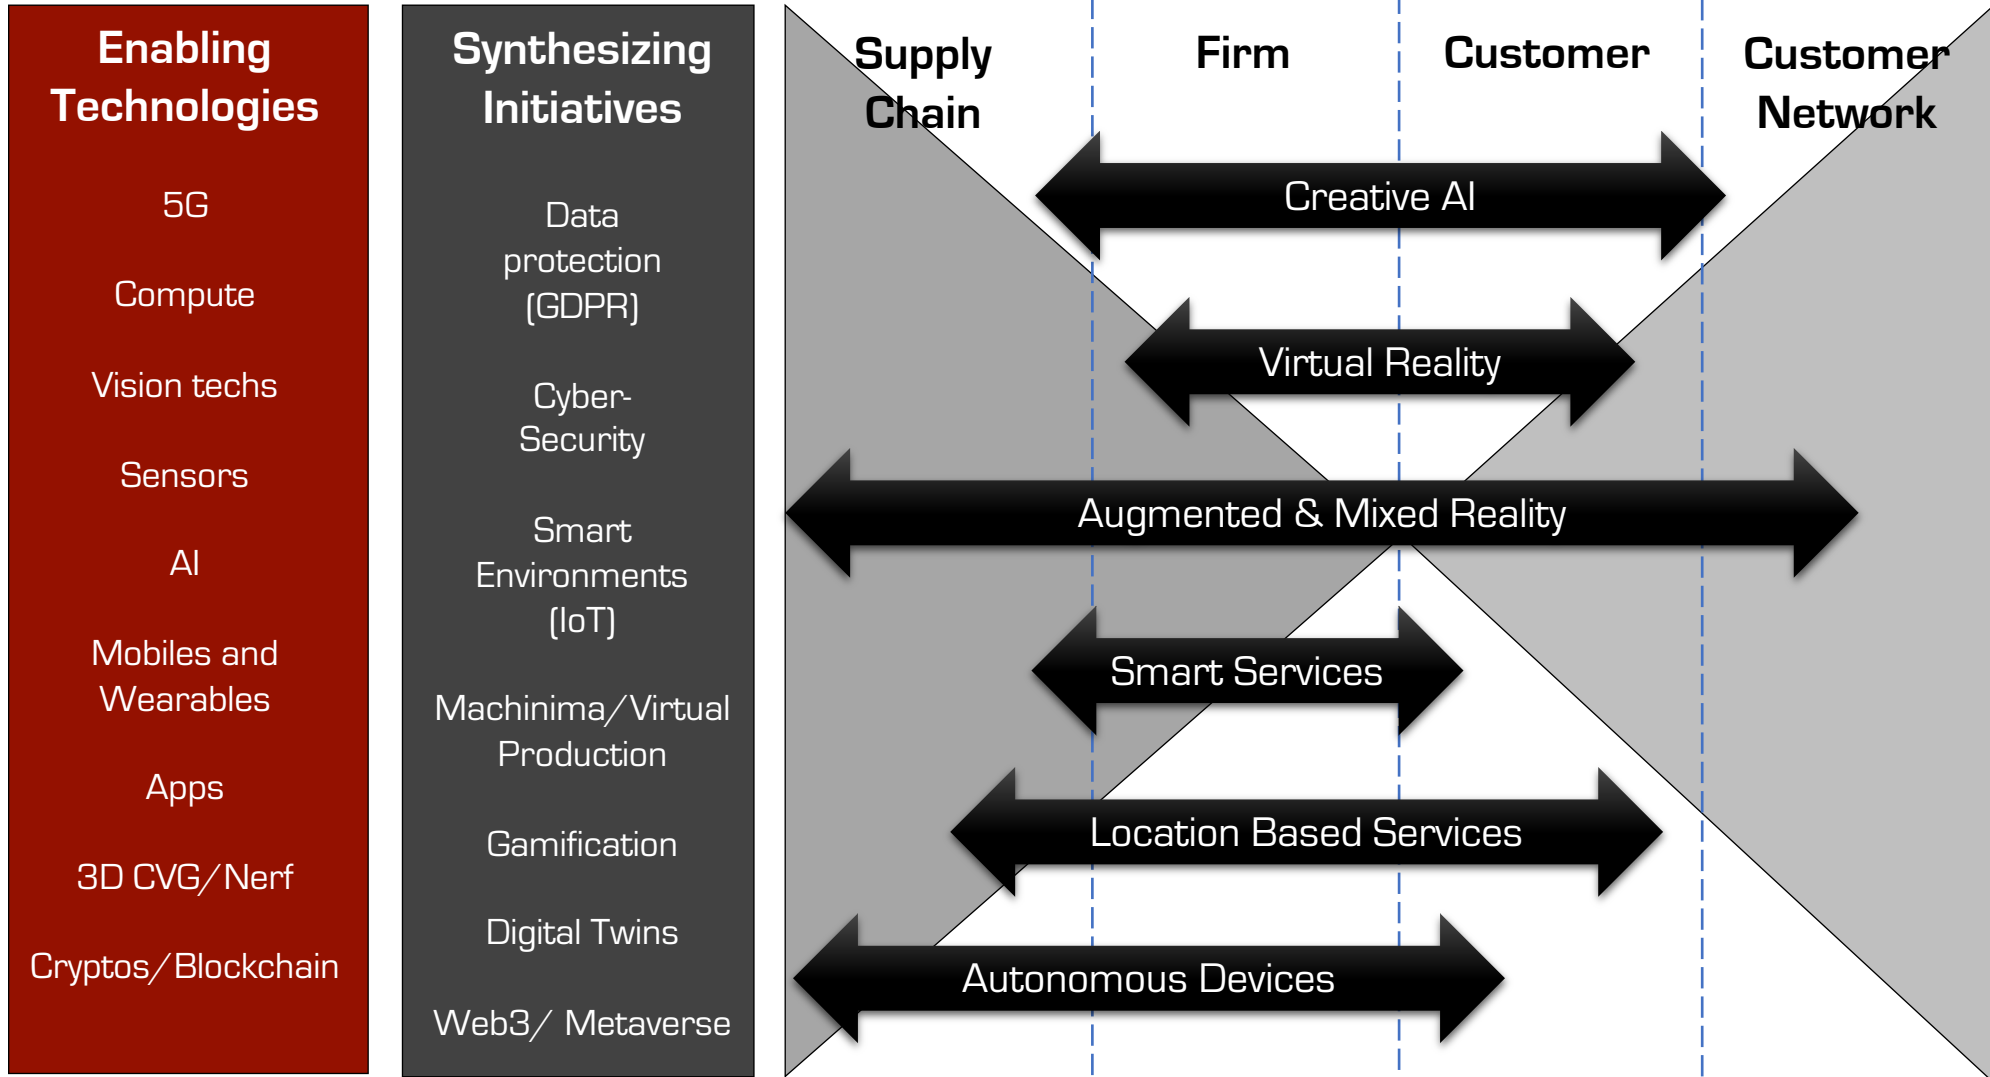 Enabling
Technologies
5G
Compute
Vision techs
Sensors
AI
Mobiles and
Wearables
Apps
3D CVG/Nerf
Cryptos/Blockchain
Synthesizing
Initiatives
Data
protection
(GDPR)
Cyber-
Security
Smart
Environments
(IoT)
Machinima/Virtual
Production
Gamification
Digital Twins
Web3/ Metaverse
Supply
Chain
Firm
Customer
Customer
Network
Creative AI
Virtual Reality
Augmented & Mixed Reality
Smart Services
Location Based Services
Autonomous Devices